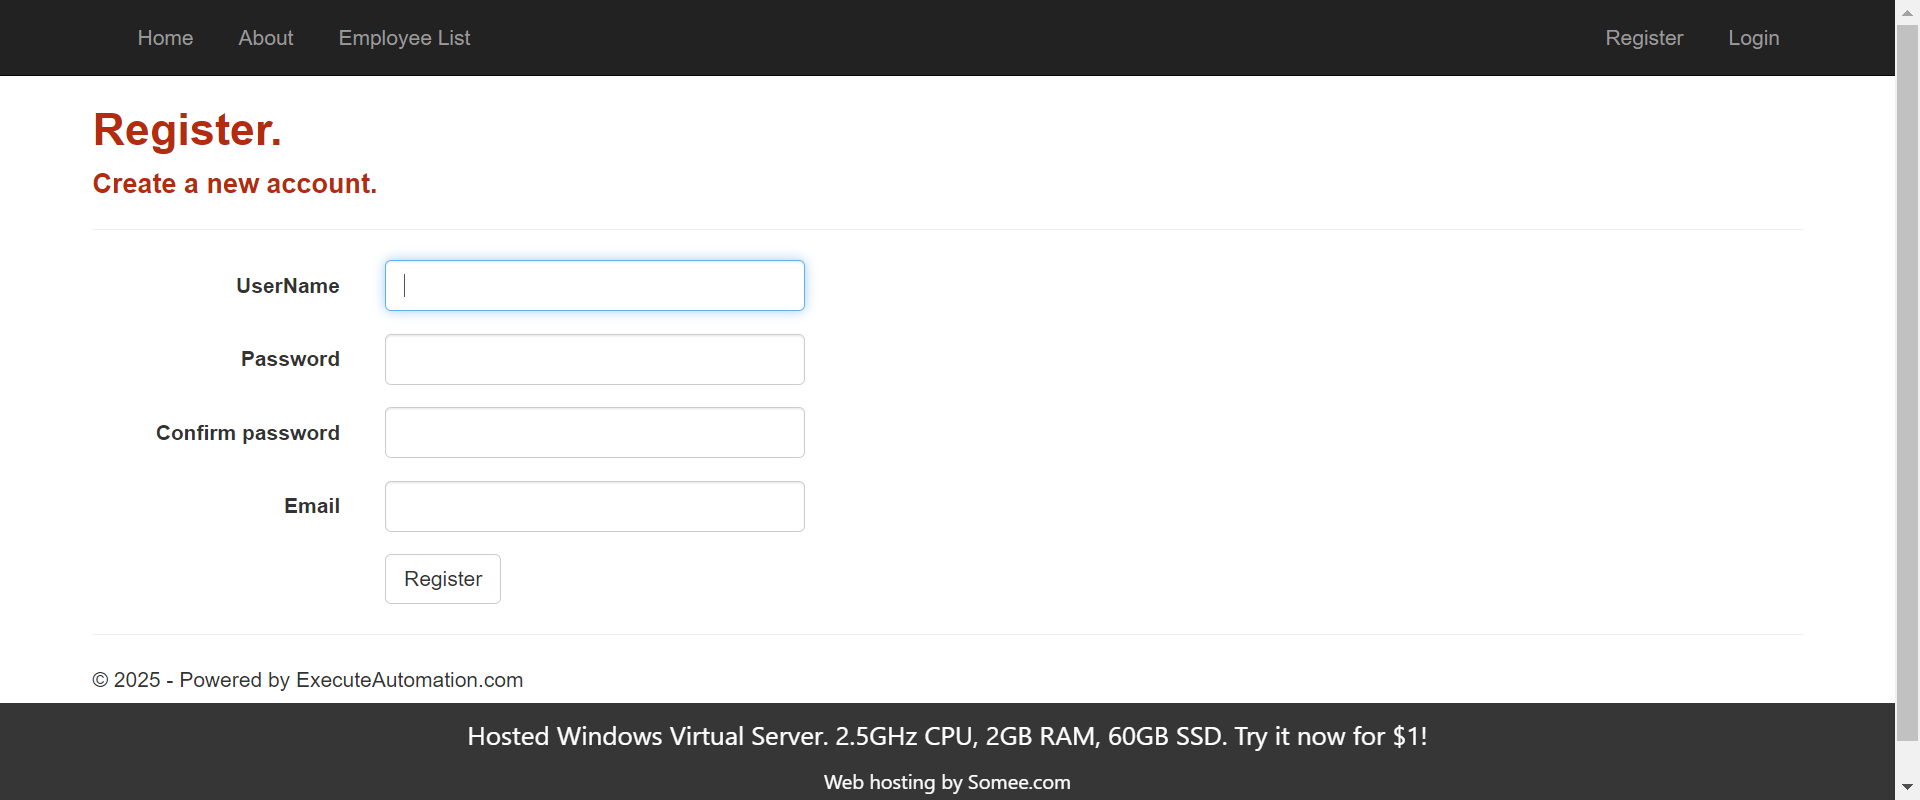 Home About Employee List Register Login
Register.
Create a new account.
UserName
Password
Confirm password
Email
Register
© 2025 - Powered by ExecuteAutomation.com
Hosted Windows Virtual Server. 2.5GHz CPU, 2GB RAM, 60GB SSD. Try it now for $1!
Web hosting by Somee.com